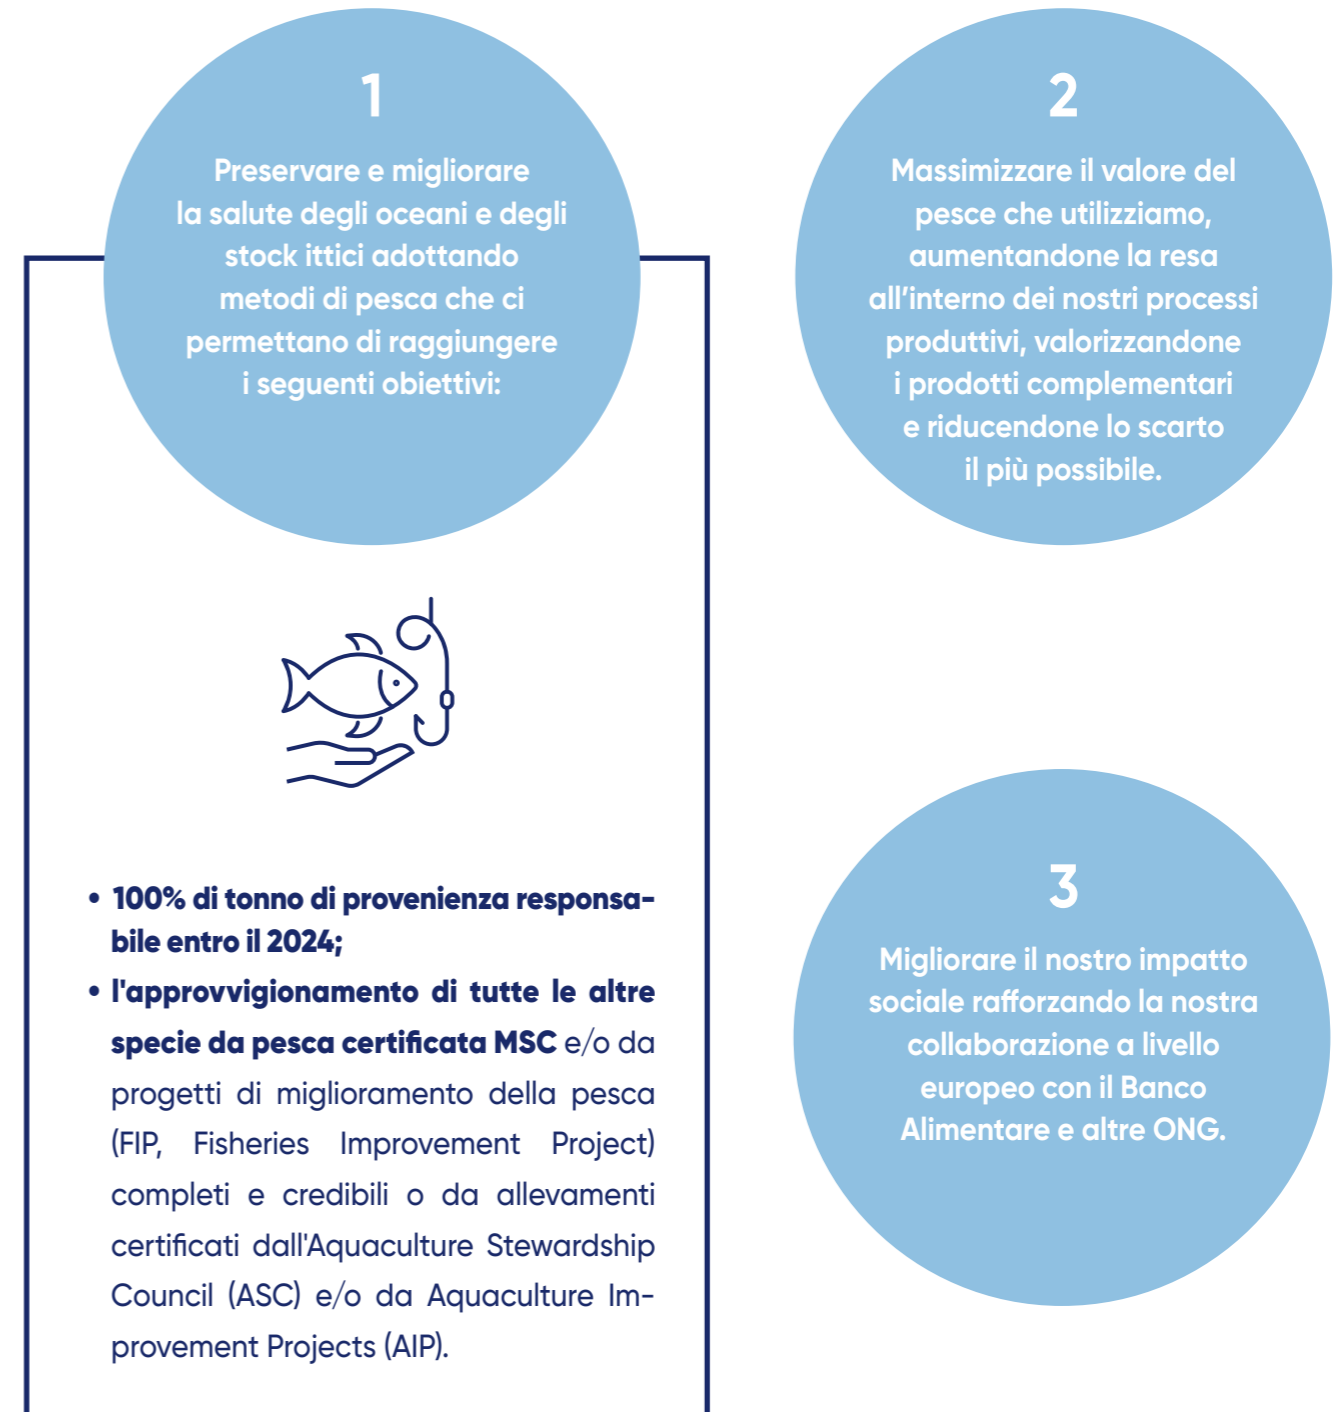 1
Preservare e migliorare
la salute degli oceani e degli
stock ittici adottando
metodi di pesca che ci
permettano di raggiungere
i seguenti obiettivi:
• 100% di tonno di provenienza responsa-
bile entro il 2024;
• l'approvvigionamento di tutte le altre
specie da pesca certificata MSC e/o da
progetti di miglioramento della pesca
(FIP, Fisheries Improvement Project)
completi e credibili o da allevamenti
certificati dall'Aquaculture Stewardship
Council (ASC) e/o da Aquaculture Im-
provement Projects (AIP).
2
Massimizzare il valore del
pesce che utilizziamo,
aumentandone la resa
all’interno dei nostri processi
produttivi, valorizzandone
i prodotti complementari
e riducendone lo scarto
il più possibile.
3
Migliorare il nostro impatto
sociale rafforzando la nostra
collaborazione a livello
europeo con il Banco
Alimentare e altre ONG.